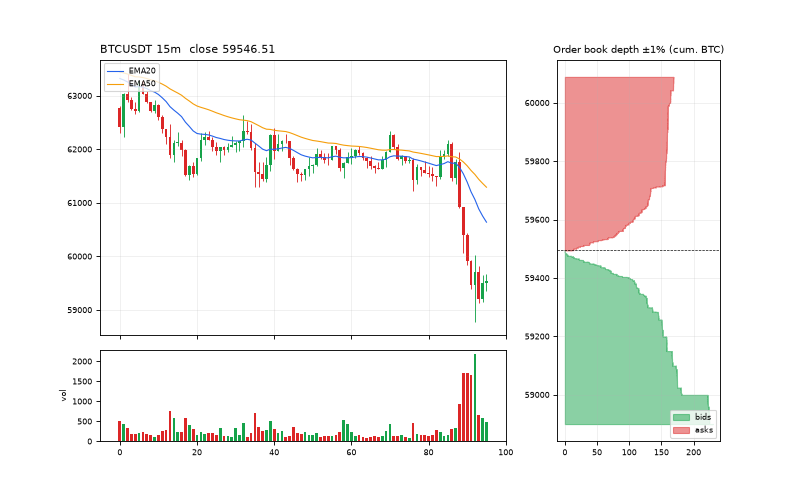 BTCUSDT 15m  close 59546.51
Order book depth ±1% (cum. BTC)
EMA20
EMA50
63000
62000
61000
60000
59000
60000
59800
59600
59400
59200
59000
bids
asks
0 50 100 150 200
2000
1500
1000
500
0
vol
0 20 40 60 80 100